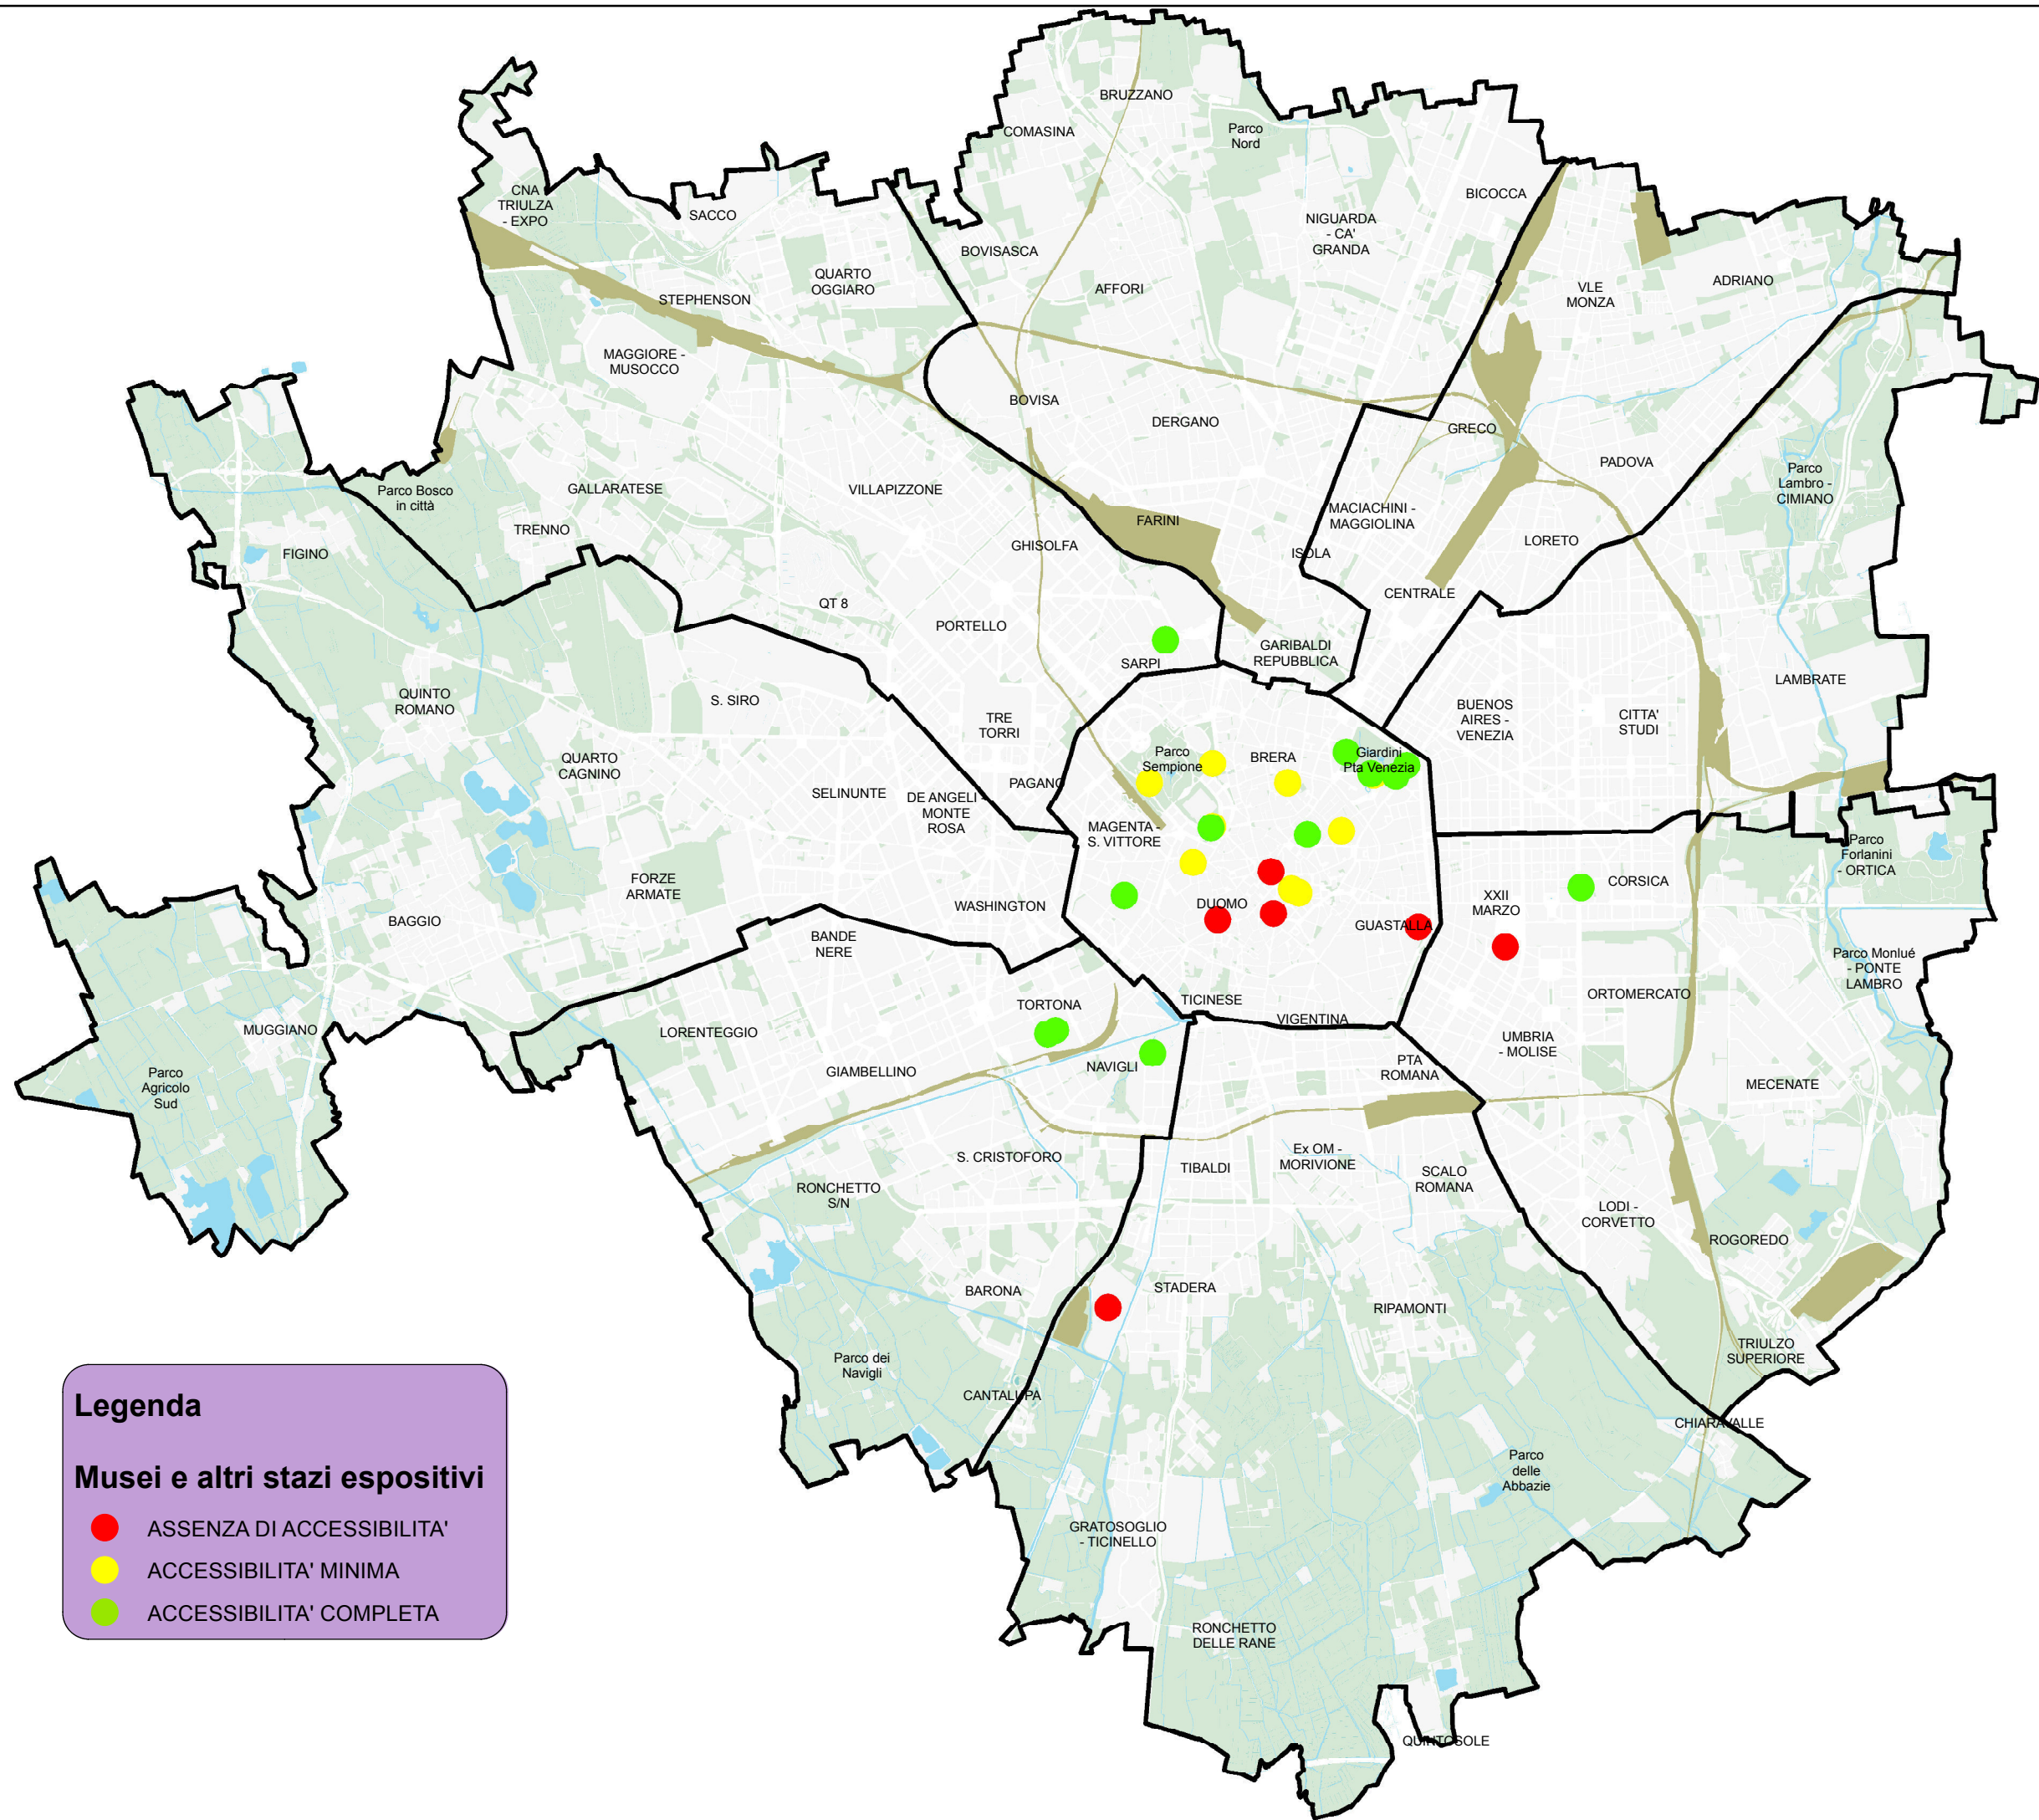 BRUZZANO
COMASINA
Parco
Nord
CNA
TRIULZA
- EXPO
SACCO
BICOCCA
NIGUARDA
- CA'
GRANDA
BOVISASCA
QUARTO
OGGIARO
AFFORI
STEPHENSON
VLE
MONZA
ADRIANO
MAGGIORE -
MUSOCCO
BOVISA
DERGANO
GRECO
PADOVA
Parco
Lambro -
CIMIANO
Parco Bosco
in città
GALLARATESE
VILLAPIZZONE
TRENNO
FARINI
MACIACHINI -
MAGGIOLINA
FIGINO
GHISOLFA
ISOLA
LORETO
QT 8
CENTRALE
PORTELLO
SARPI
GARIBALDI
REPUBBLICA
QUINTO
ROMANO
S. SIRO
TRE
TORRI
BUENOS
AIRES -
VENEZIA
CITTA'
STUDI
LAMBRATE
QUARTO
CAGNINO
Parco
Sempione
BRERA
Giardini
Pta Venezia
SELINUNTE
DE ANGELI -
MONTE
ROSA
PAGANO
MAGENTA -
S. VITTORE
Parco
Forlanini
- ORTICA
FORZE
ARMATE
WASHINGTON
DUOMO
GUASTALLA
XXII
MARZO
CORSICA
BAGGIO
BANDE
NERE
Parco Monlué
- PONTE
LAMBRO
ORTOMERCATO
TICINESE
VIGENTINA
TORTONA
MUGGIANO
LORENTEGGIO
UMBRIA
- MOLISE
NAVIGLI
PTA
ROMANA
GIAMBELLINO
Parco
Agricolo
Sud
MECENATE
S. CRISTOFORO
TIBALDI
Ex OM -
MORIVIONE
SCALO
ROMANA
RONCHETTO
S/N
LODI -
CORVETTO
ROGOREDO
BARONA
STADERA
RIPAMONTI
TRIULZO
SUPERIORE
Parco dei
Navigli
CANTALUPA
CHIARAVALLE
Parco
delle
Abbazie
GRATOSOGLIO
- TICINELLO
RONCHETTO
DELLE RANE
QUINTOSOLE
Legenda
Musei e altri stazi espositivi
ASSENZA DI ACCESSIBILITA'
ACCESSIBILITA' MINIMA
ACCESSIBILITA' COMPLETA